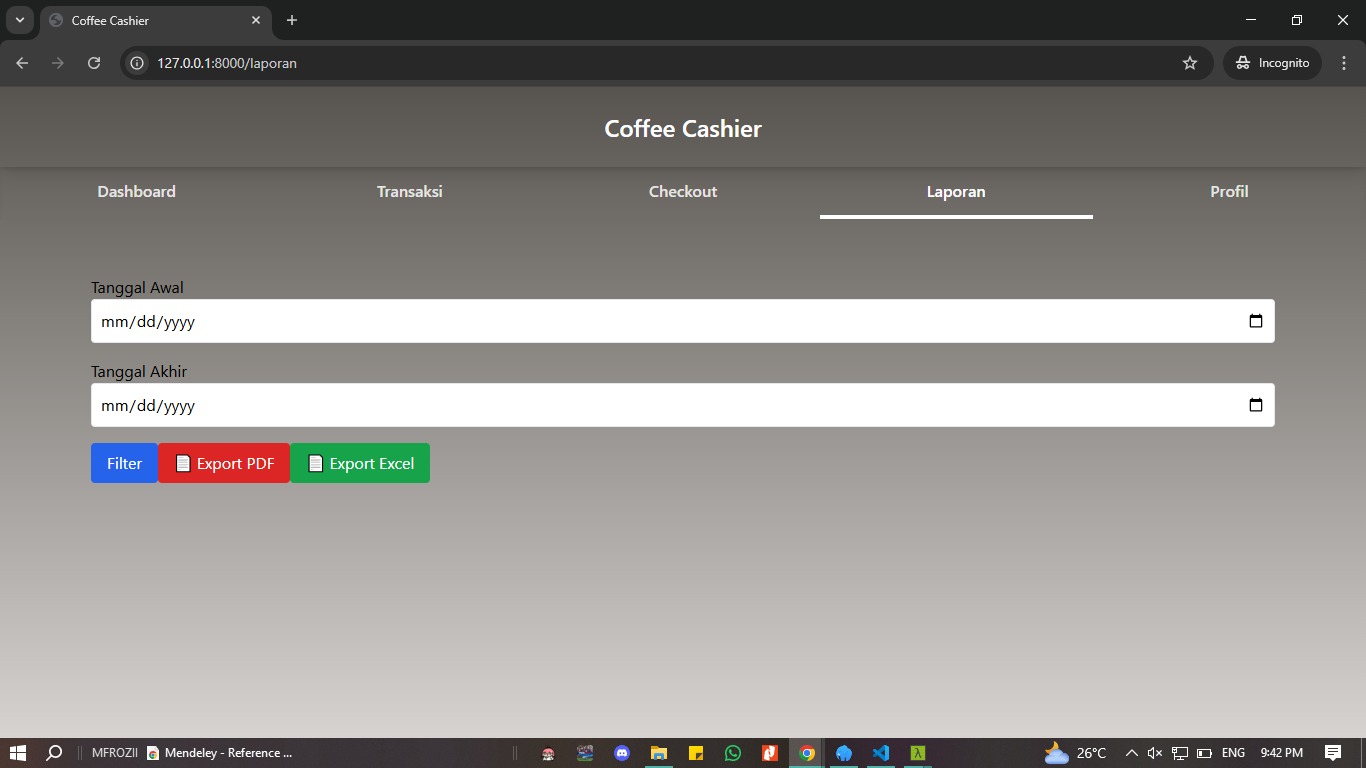 Coffee Cashier
127.0.0.1:8000/laporan
Incognito
Coffee Cashier
Dashboard Transaksi Checkout Laporan Profil
Tanggal Awal
mm/dd/yyyy
Tanggal Akhir
mm/dd/yyyy
Filter Export PDF Export Excel
MFROZII Mendeley - Reference ... 26°C ENG 9:42 PM